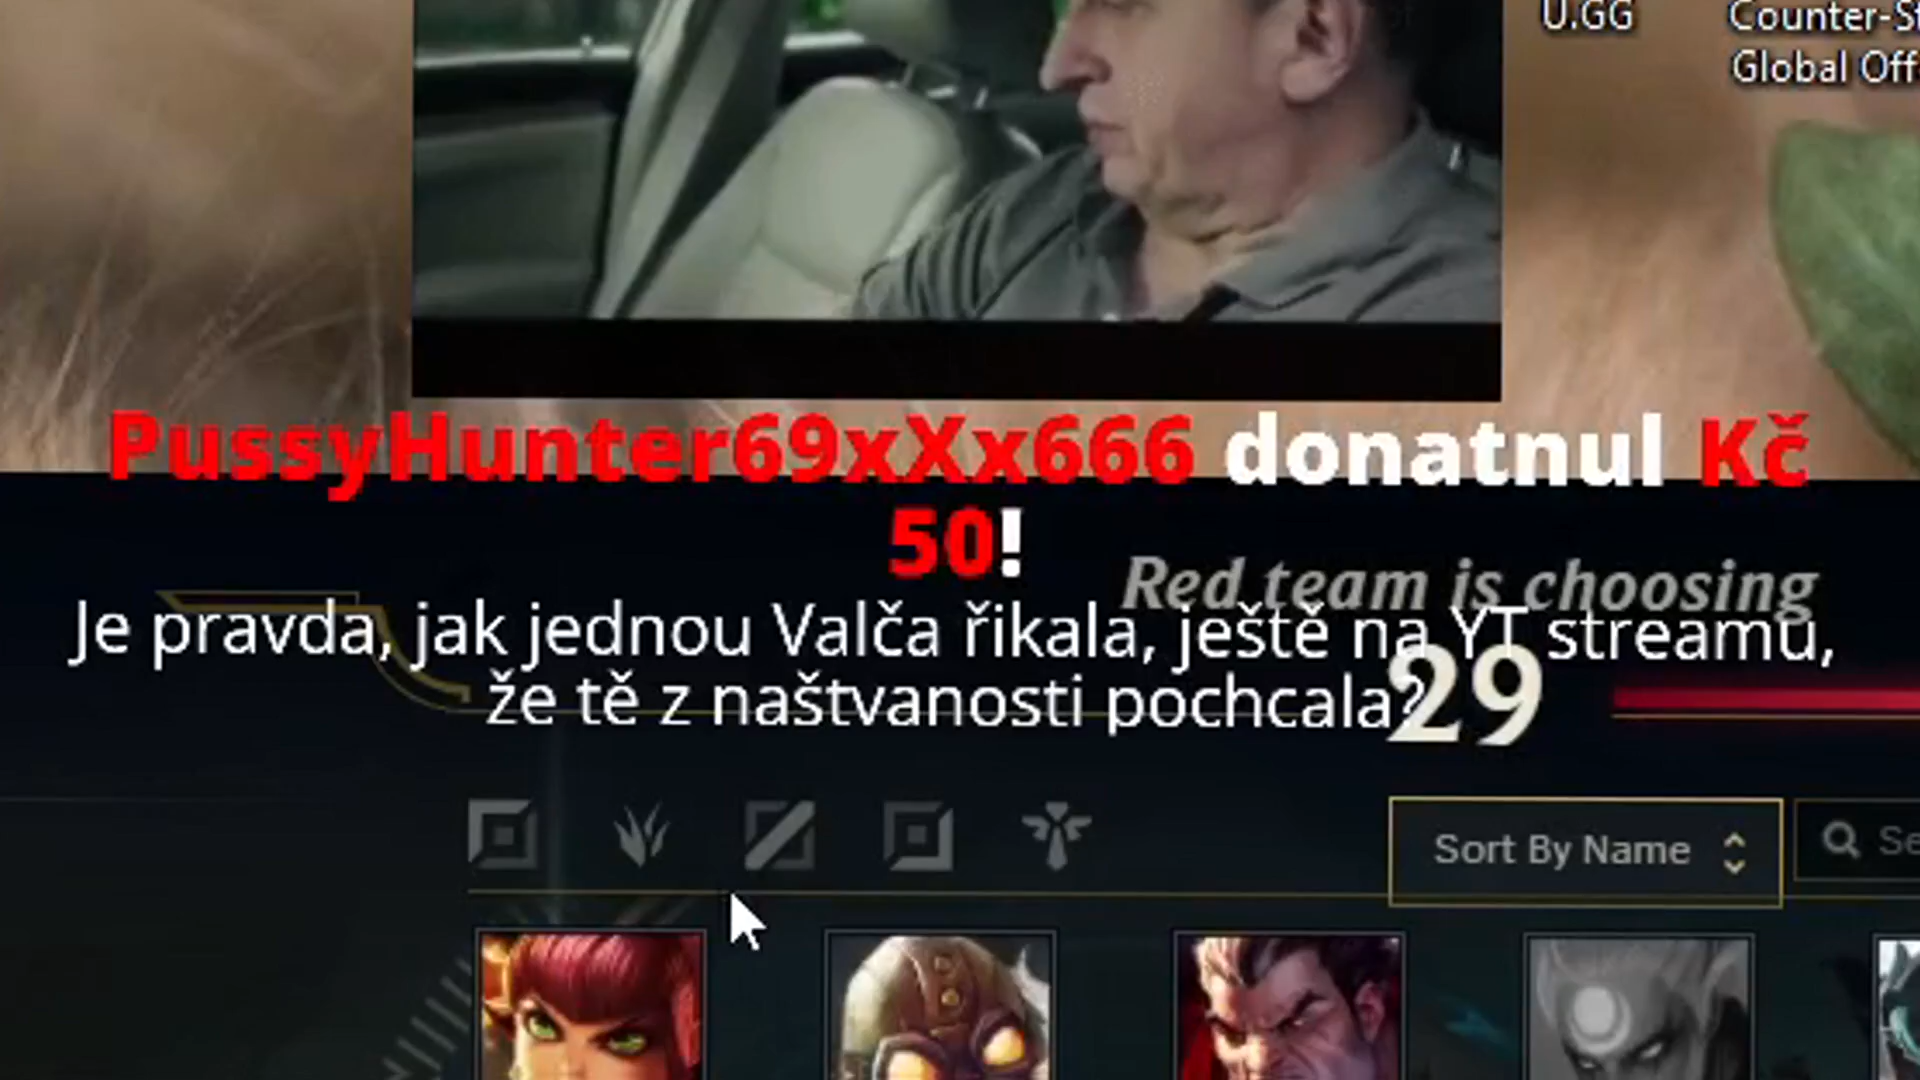 U.GG
Counter-St
Global Off
PussyHunter69xXx666 donatnul Kč
50!
Red team is choosing
Je pravda, jak jednou Valča řikala, ještě na YT streamu,
že tě z naštvanosti pochcala?
29
Sort By Name
Se